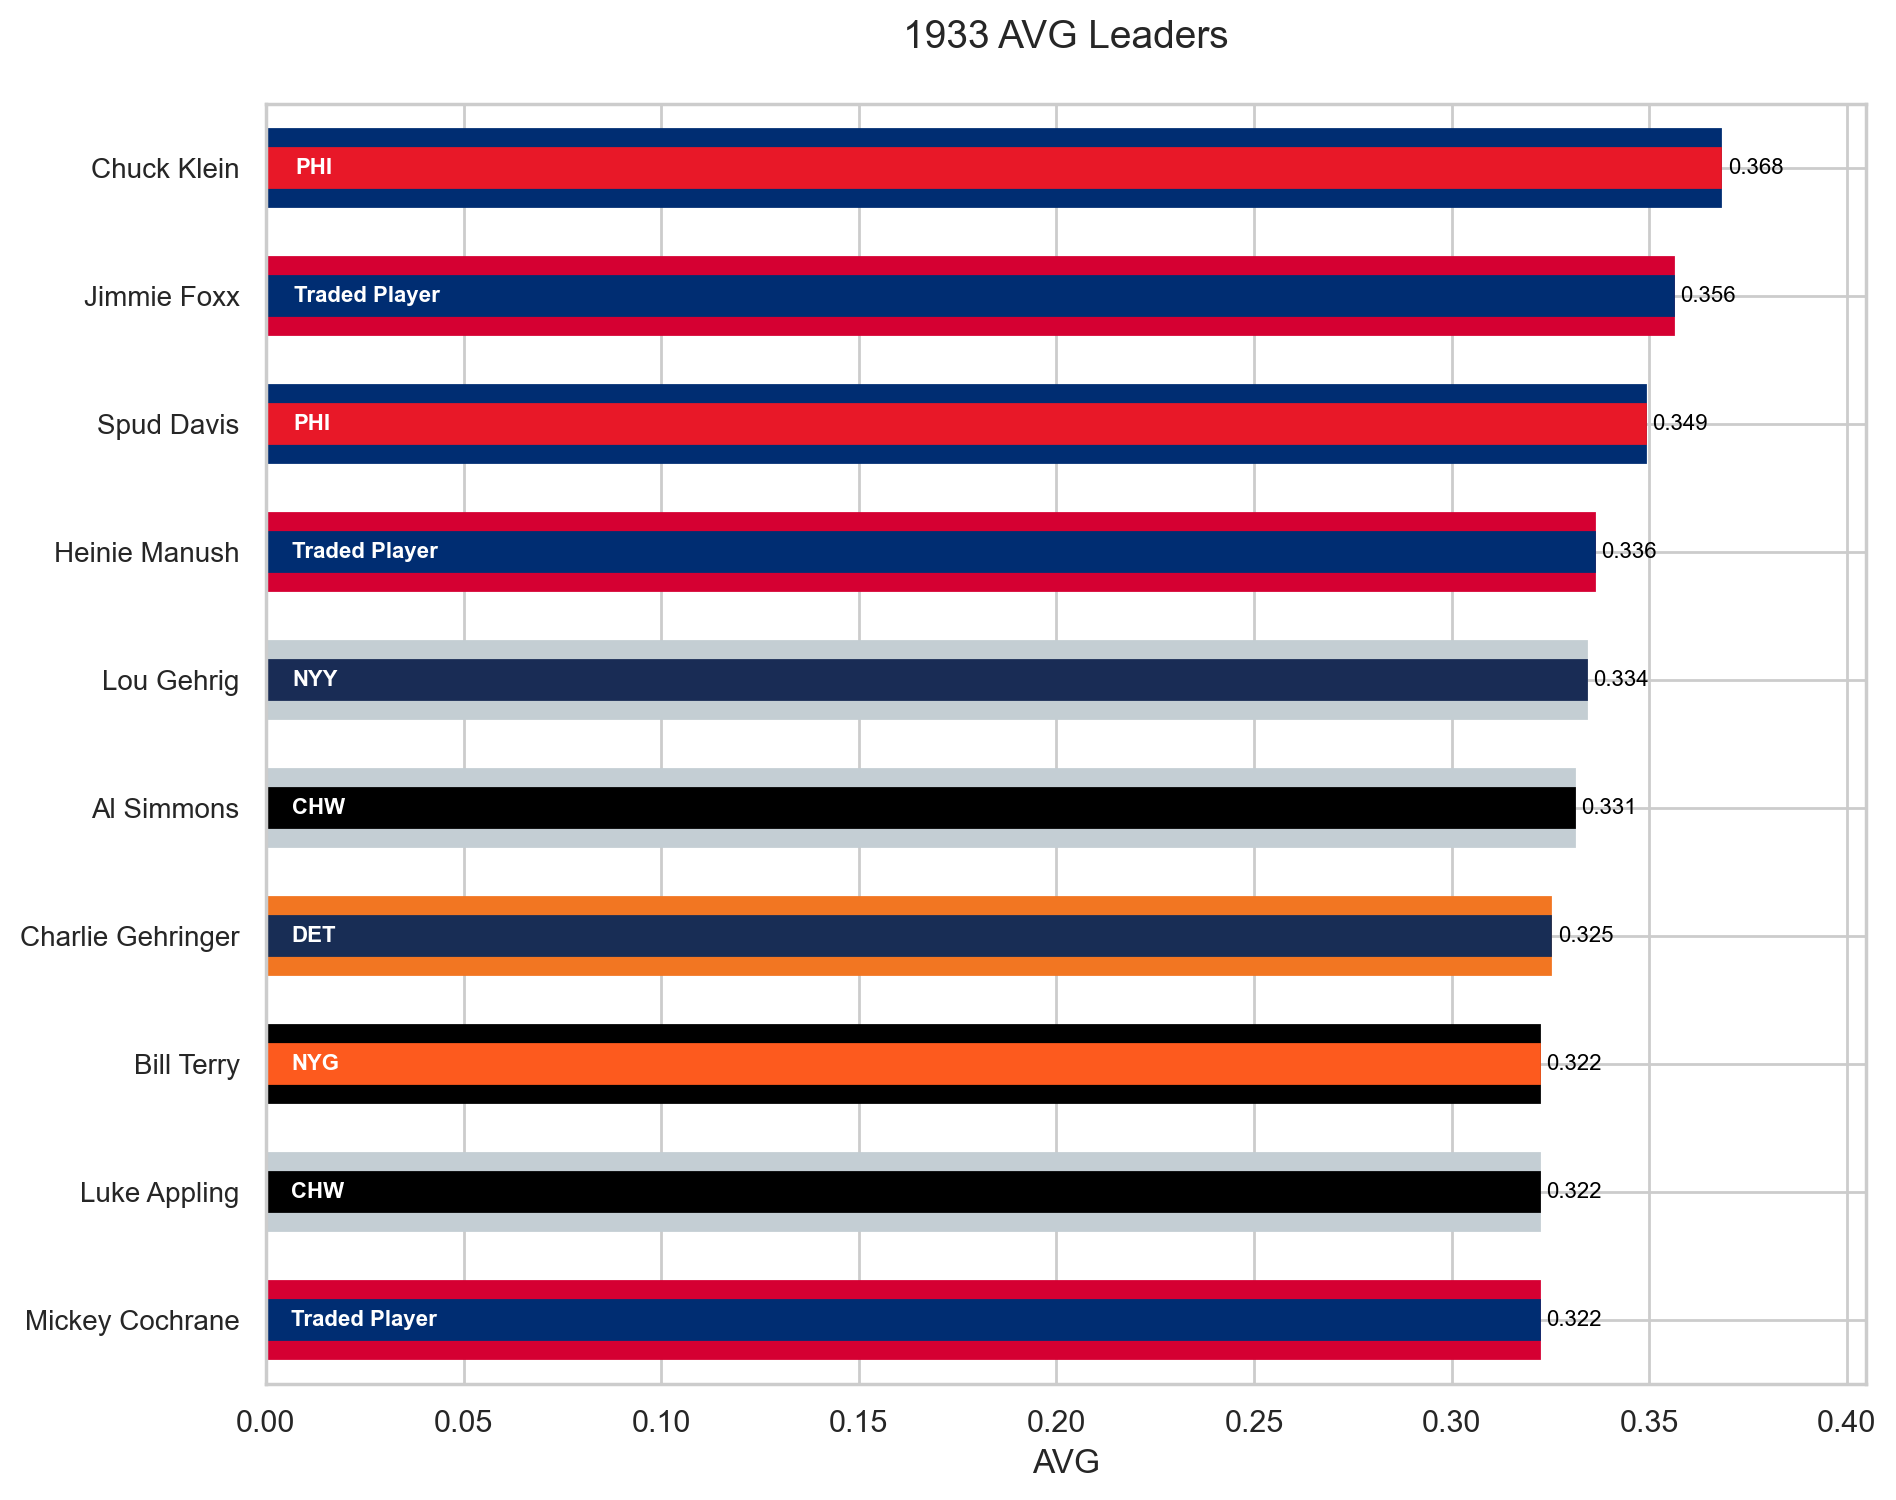 1933 AVG Leaders
Chuck Klein PHI 0.368
Jimmie Foxx Traded Player 0.356
Spud Davis PHI 0.349
Heinie Manush Traded Player 0.336
Lou Gehrig NYY 0.334
Al Simmons CHW 0.331
Charlie Gehringer DET 0.325
Bill Terry NYG 0.322
Luke Appling CHW 0.322
Mickey Cochrane Traded Player 0.322
0.00 0.05 0.10 0.15 0.20 0.25 0.30 0.35 0.40
AVG